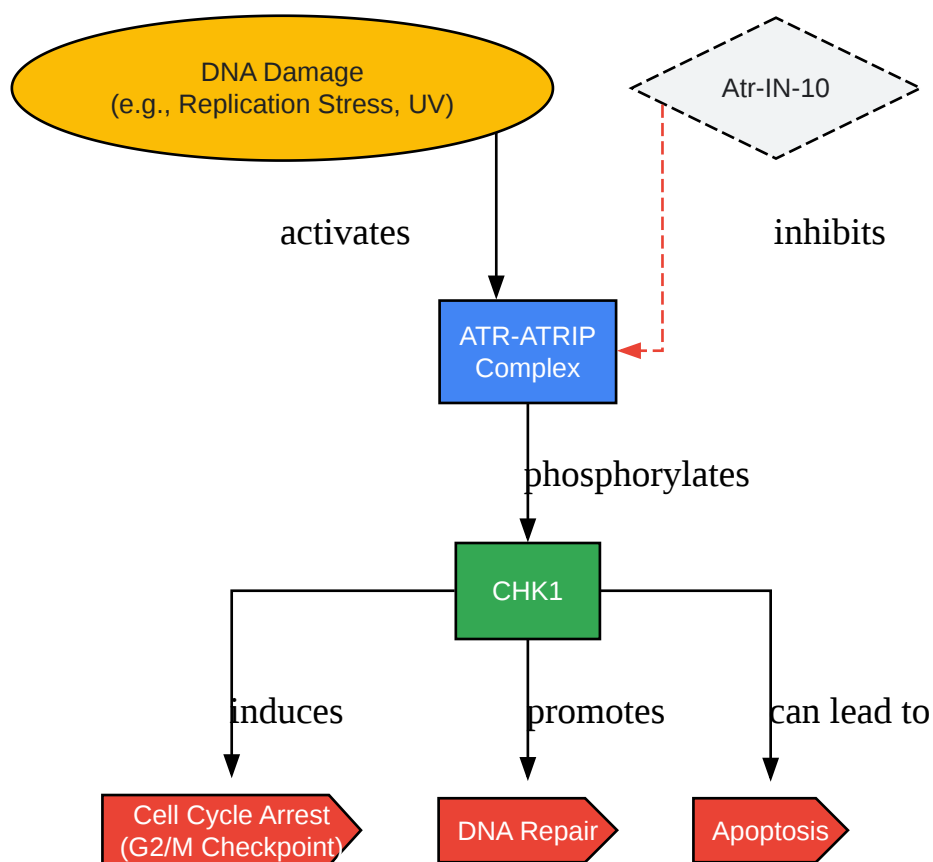 DNA Damage
(e.g., Replication Stress, UV)
Atr-IN-10
activates
inhibits
ATR-ATRIP
Complex
phosphorylates
CHK1
induces
promotes
can lead to
Cell Cycle Arrest
(G2/M Checkpoint)
DNA Repair
Apoptosis